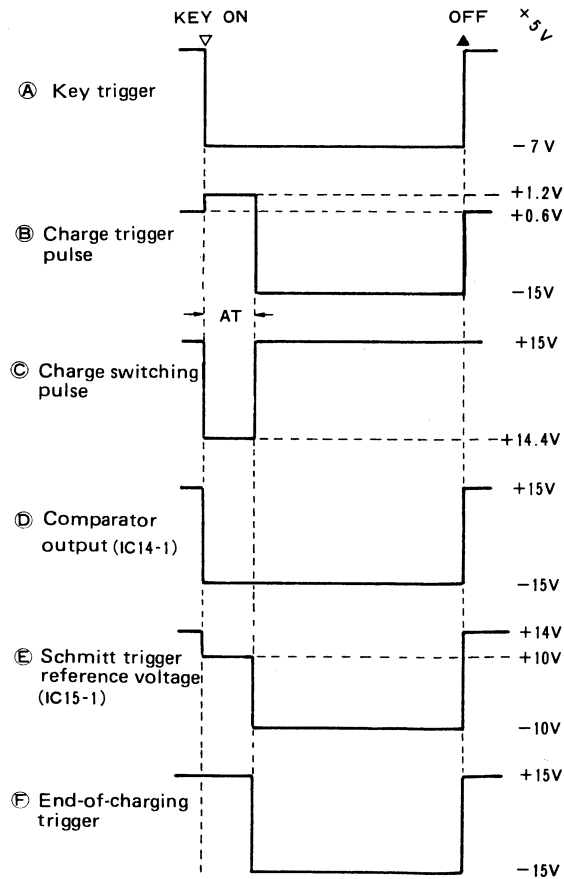 KEY ON
OFF
×5V
Ⓐ Key trigger
−7V
+1.2V
+0.6V
Ⓑ Charge trigger
pulse
−15V
AT
+15V
Ⓒ Charge switching
pulse
+14.4V
+15V
Ⓓ Comparator
output (IC14-1)
−15V
+14V
Ⓔ Schmitt trigger
reference voltage
(IC15-1)
+10V
−10V
+15V
Ⓕ End-of-charging
trigger
−15V